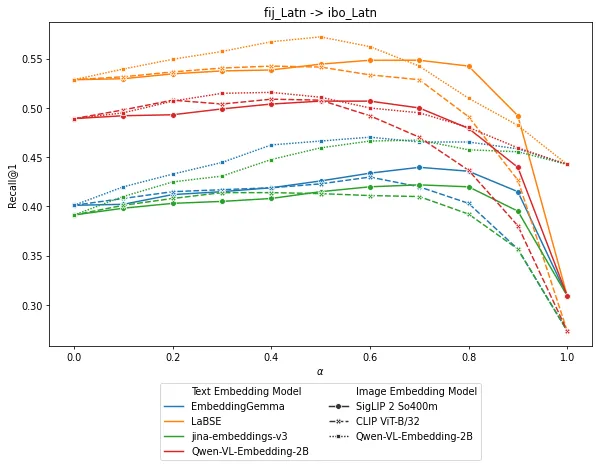 fij_Latn -> ibo_Latn
Recall@1
0.55
0.50
0.45
0.40
0.35
0.30
0.0 0.2 0.4 0.6 0.8 1.0
α
Text Embedding Model
EmbeddingGemma
LaBSE
jina-embeddings-v3
Qwen-VL-Embedding-2B
Image Embedding Model
SigLIP 2 So400m
CLIP ViT-B/32
Qwen-VL-Embedding-2B